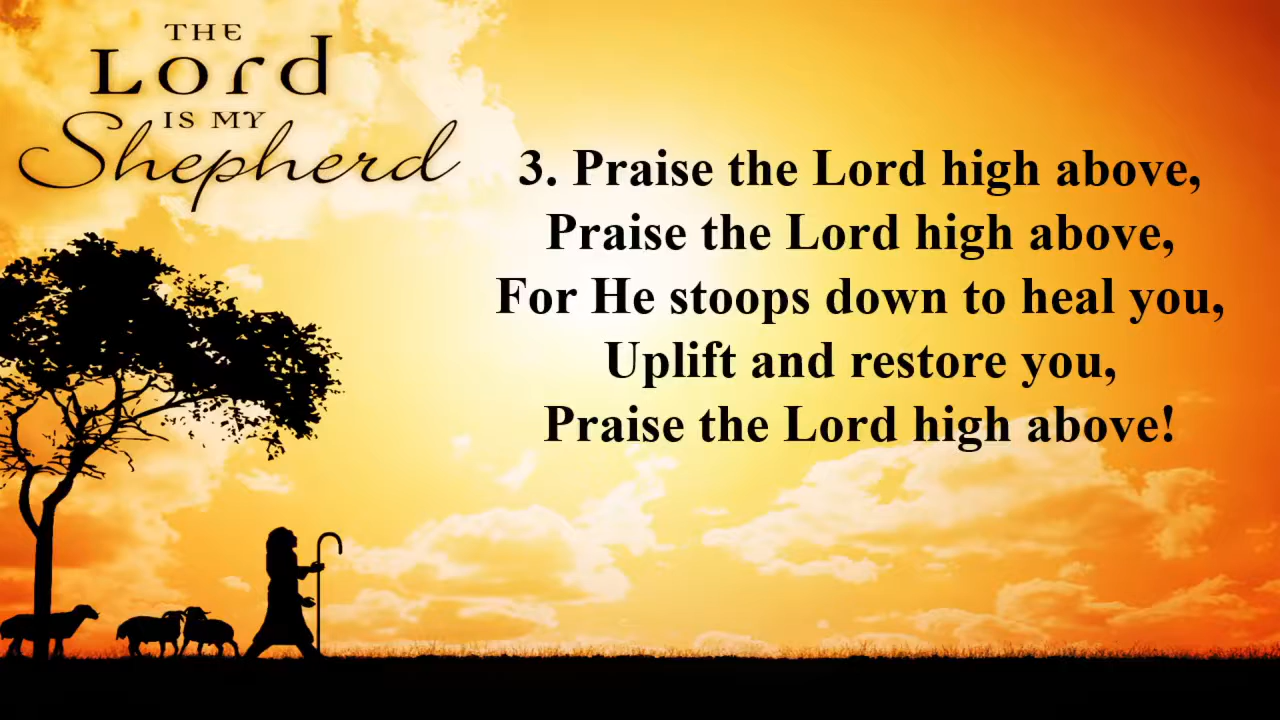 THE
Lord
IS MY
Shepherd
3. Praise the Lord high above,
Praise the Lord high above,
For He stoops down to heal you,
Uplift and restore you,
Praise the Lord high above!